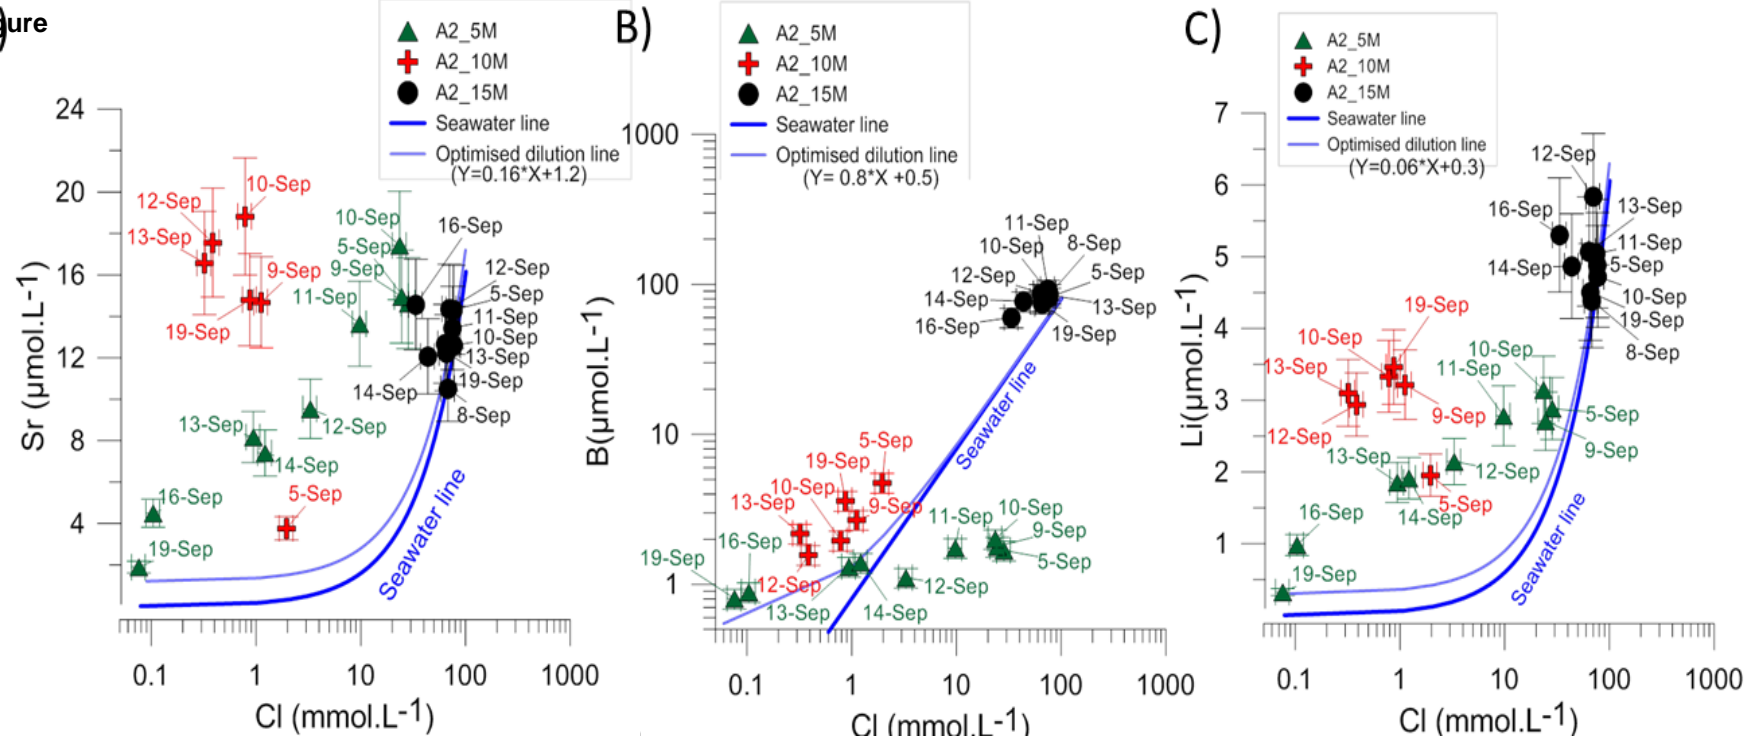 gure
)
A2_5M
A2_10M
A2_15M
Seawater line
Optimised dilution line
(Y=0.16*X+1.2)
24
20
16
12
8
4
Sr (µmol.L-1)
12-Sep
10-Sep
13-Sep
9-Sep
19-Sep
5-Sep
10-Sep
5-Sep
9-Sep
11-Sep
13-Sep
12-Sep
14-Sep
16-Sep
19-Sep
16-Sep
12-Sep
5-Sep
11-Sep
10-Sep
13-Sep
19-Sep
14-Sep
8-Sep
Seawater line
0.1 1 10 100 1000
Cl (mmol.L-1)
B)
A2_5M
A2_10M
A2_15M
Seawater line
Optimised dilution line
(Y= 0.8*X +0.5)
1000
100
10
1
B(µmol.L-1)
11-Sep
10-Sep
8-Sep
12-Sep
5-Sep
14-Sep
13-Sep
16-Sep
19-Sep
Seawater line
5-Sep
19-Sep
10-Sep
13-Sep
9-Sep
12-Sep
16-Sep
19-Sep
11-Sep
10-Sep
9-Sep
5-Sep
12-Sep
13-Sep
14-Sep
0.1 1 10 100 1000
Cl (mmol.L-1)
C)
A2_5M
A2_10M
A2_15M
Seawater line
Optimised dilution line
(Y=0.06*X+0.3)
7
6
5
4
3
2
1
Li(µmol.L-1)
12-Sep
16-Sep
13-Sep
11-Sep
14-Sep
5-Sep
10-Sep
19-Sep
8-Sep
19-Sep
10-Sep
13-Sep
9-Sep
12-Sep
5-Sep
10-Sep
11-Sep
5-Sep
9-Sep
13-Sep
12-Sep
14-Sep
16-Sep
19-Sep
Seawater line
0.1 1 10 100 1000
Cl (mmol.L-1)